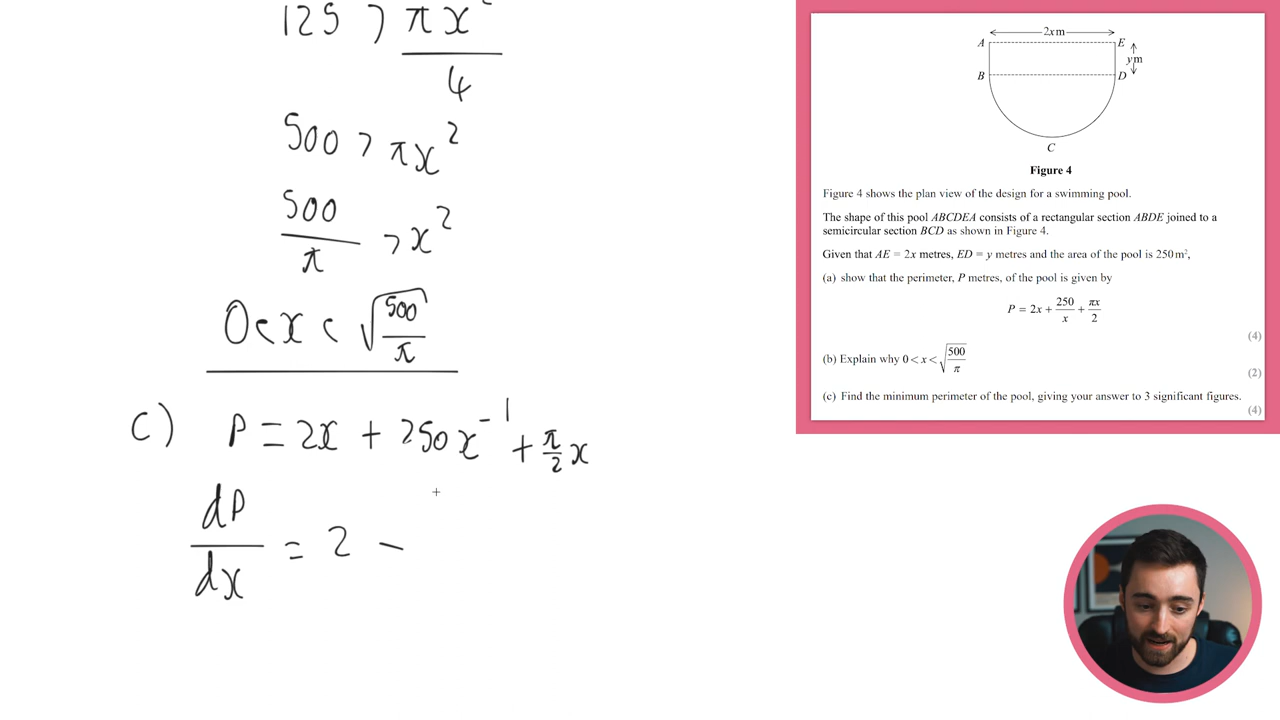 125 > πx²
4
500 > πx²
500
π
> x²
0 < x < √500
π
c) P = 2x + 250x⁻¹ + π/2 x
dP
dx
= 2 −
2x m
A
E
y m
B
D
C
Figure 4
Figure 4 shows the plan view of the design for a swimming pool.
The shape of this pool ABCDEA consists of a rectangular section ABDE joined to a
semicircular section BCD as shown in Figure 4.
Given that AE = 2x metres, ED = y metres and the area of the pool is 250 m²,
(a) show that the perimeter, P metres, of the pool is given by
P = 2x + 250/x + πx/2
(4)
(b) Explain why 0 < x < √500/π
(2)
(c) Find the minimum perimeter of the pool, giving your answer to 3 significant figures.
(4)